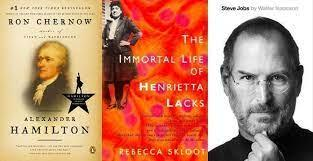 RON CHERNOW
ALEXANDER
HAMILTON
THE
IMMORTAL LIFE
OF
HENRIETTA
LACKS
REBECCA SKLOOT
Steve Jobs by Walter Isaacson